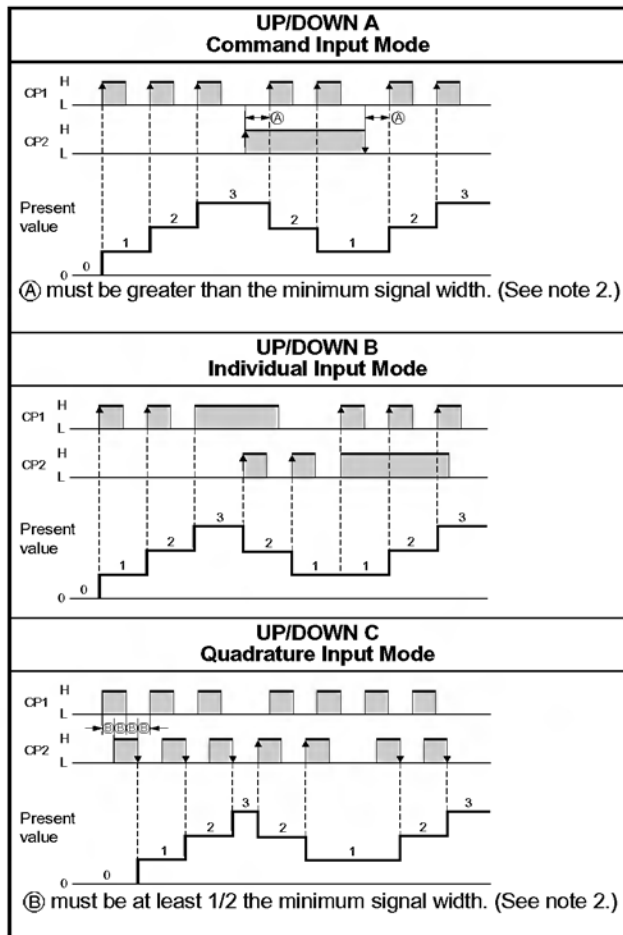 UP/DOWN A
Command Input Mode
CP1 H
L
Ⓐ Ⓐ
CP2 H
L
Present value
0 0 1 2 3 2 1 2 3
Ⓐ must be greater than the minimum signal width. (See note 2.)
UP/DOWN B
Individual Input Mode
CP1 H
L
CP2 H
L
Present value
0 0 1 2 3 2 1 1 2 3
UP/DOWN C
Quadrature Input Mode
CP1 H
L
Ⓑ Ⓑ Ⓑ Ⓑ
CP2 H
L
Present value
0 0 1 2 3 2 1 2 3
Ⓑ must be at least 1/2 the minimum signal width. (See note 2.)